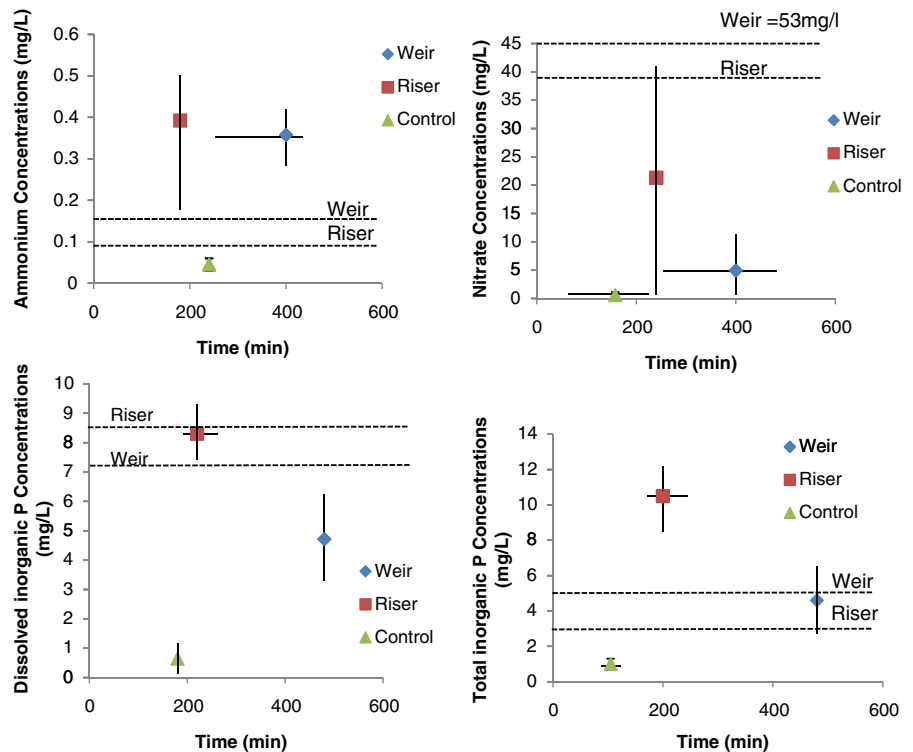 Ammonium Concentrations (mg/L)
0.6
0.5
0.4
0.3
0.2
0.1
0
0 200 400 600
Time (min)
Weir
Riser
Control
Weir
Riser
Weir =53mg/l
Nitrate Concentrations (mg/L)
45
40
35
30
25
20
15
10
5
0
0 200 400 600
Time (min)
Riser
Weir
Riser
Control
Dissolved inorganic P Concentrations
(mg/L)
10
9
8
7
6
5
4
3
2
1
0
0 200 400 600
Time (min)
Riser
Weir
Weir
Riser
Control
Total inorganic P Concentrations
(mg/L)
14
12
10
8
6
4
2
0
0 200 400 600
Time (min)
Weir
Riser
Control
Weir
Riser